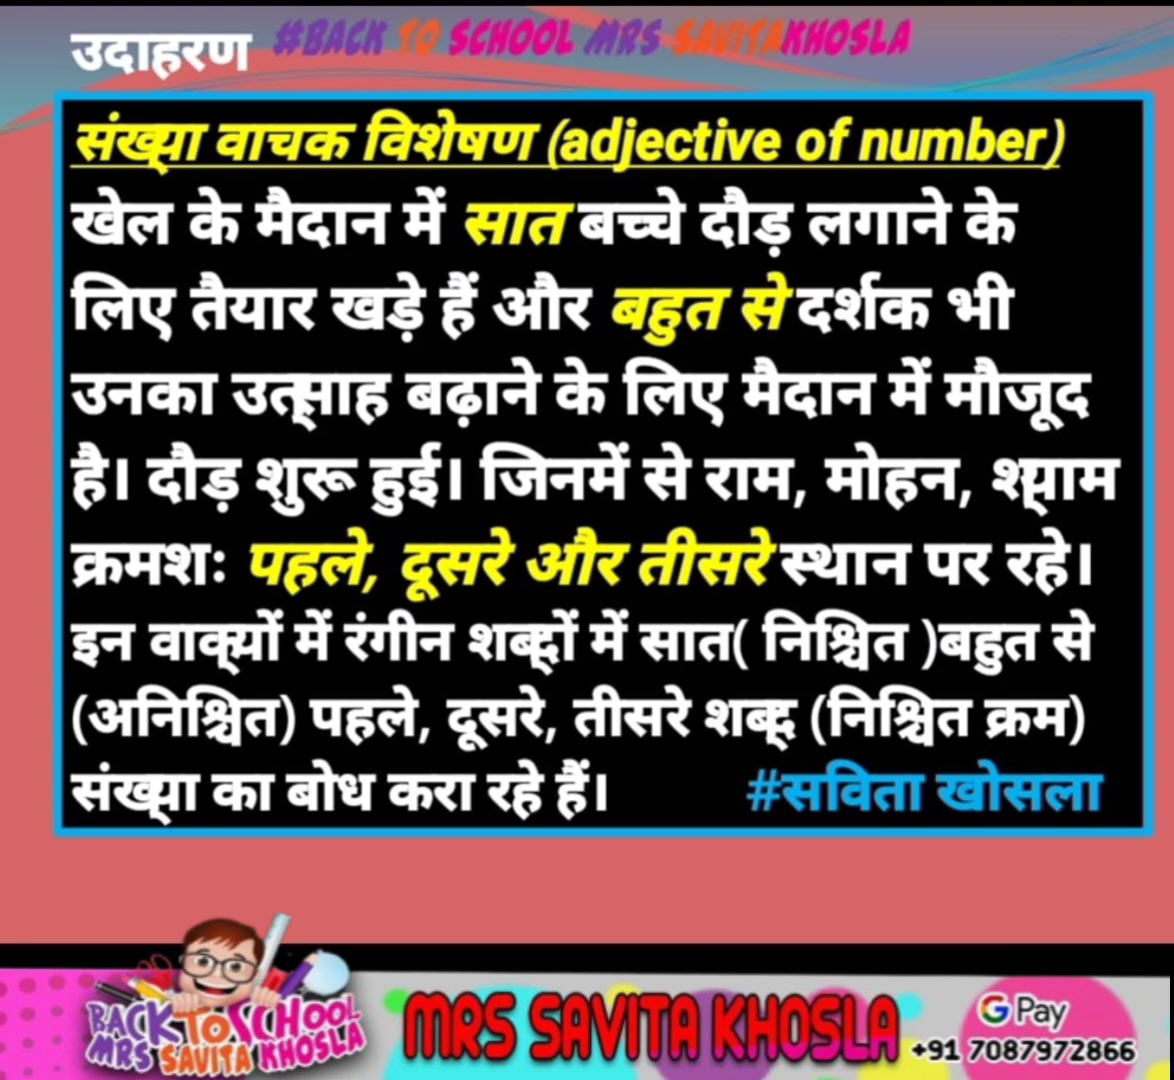 उदाहरण #BACK TO SCHOOL MRS SAVITAKHOSLA
संख्या वाचक विशेषण (adjective of number)
खेल के मैदान में सात बच्चे दौड़ लगाने के
लिए तैयार खड़े हैं और बहुत से दर्शक भी
उनका उत्साह बढ़ाने के लिए मैदान में मौजूद
है। दौड़ शुरू हुई। जिनमें से राम, मोहन, श्याम
क्रमशः पहले, दूसरे और तीसरे स्थान पर रहे।
इन वाक्यों में रंगीन शब्दों में सात( निश्चित )बहुत से
(अनिश्चित) पहले, दूसरे, तीसरे शब्द (निश्चित क्रम)
संख्या का बोध करा रहे हैं। #सविता खोसला
BACK TO SCHOOL
MRS SAVITA KHOSLA
MRS SAVITA KHOSLA
G Pay
+91 7087972866